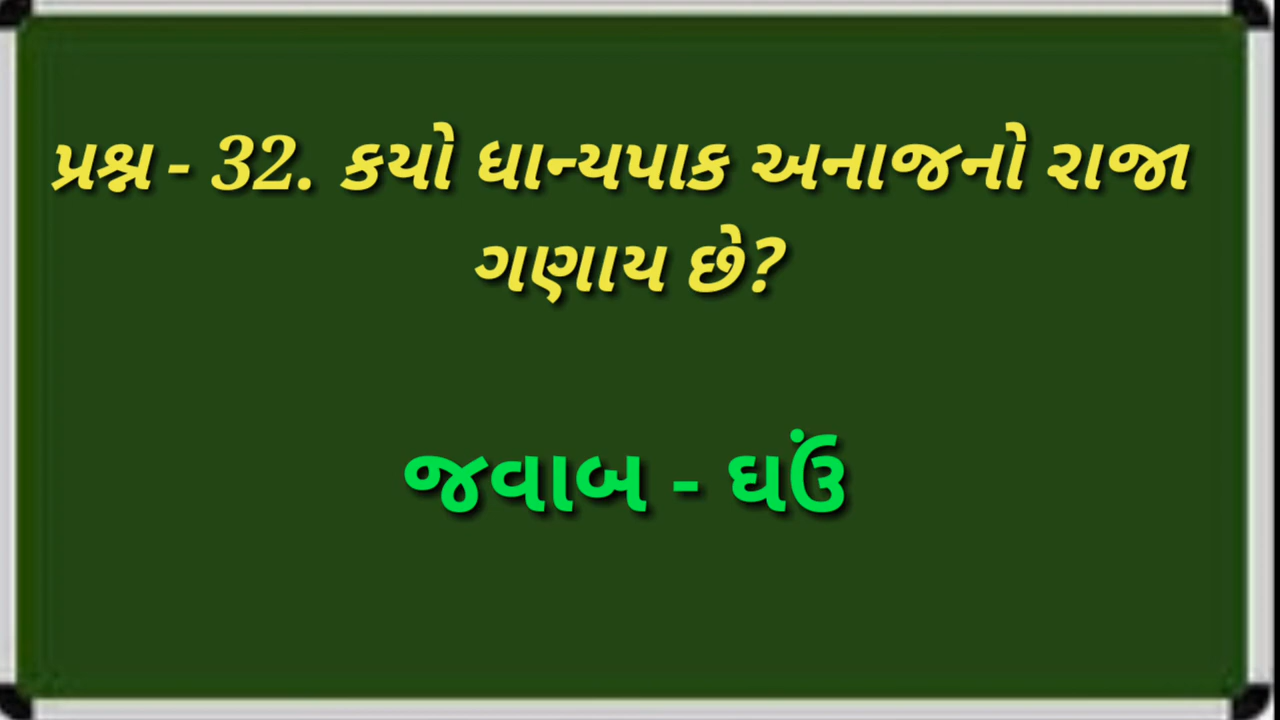 પ્રશ્ન - 32. કયો ધાન્યપાક અનાજનો રાજા
ગણાય છે?
જવાબ - ઘઉં